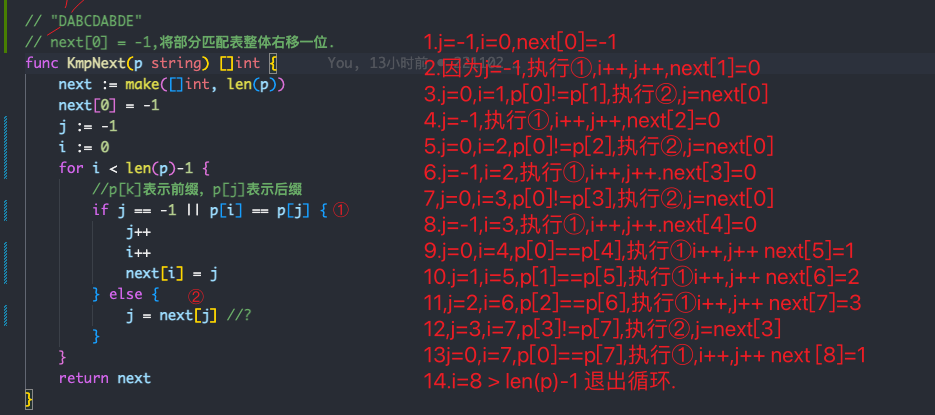 // "DABCDABDE"
// next[0] = -1,将部分匹配表整体右移一位.
func KmpNext(p string) []int {
You, 13小时前 •
next := make([]int, len(p))
next[0] = -1
j := -1
i := 0
for i < len(p)-1 {
//p[k]表示前缀，p[j]表示后缀
if j == -1 || p[i] == p[j] { ①
j++
i++
next[i] = j
} else { ②
j = next[j] //?
}
}
return next
}
1.j=-1,i=0,next[0]=-1
2.因为j=-1,执行①,i++,j++,next[1]=0
3.j=0,i=1,p[0]!=p[1],执行②,j=next[0]
4.j=-1,执行①,i++,j++,next[2]=0
5.j=0,i=2,p[0]!=p[2],执行②,j=next[0]
6.j=-1,i=2,执行①,i++,j++.next[3]=0
7,j=0,i=3,p[0]!=p[3],执行②,j=next[0]
8.j=-1,i=3,执行①,i++,j++.next[4]=0
9.j=0,i=4,p[0]==p[4],执行①i++,j++ next[5]=1
10.j=1,i=5,p[1]==p[5],执行①i++,j++ next[6]=2
11,j=2,i=6,p[2]==p[6],执行①i++,j++ next[7]=3
12,j=3,i=7,p[3]!=p[7],执行②,j=next[3]
13j=0,i=7,p[0]==p[7],执行①,i++,j++ next [8]=1
14.i=8 > len(p)-1 退出循环.